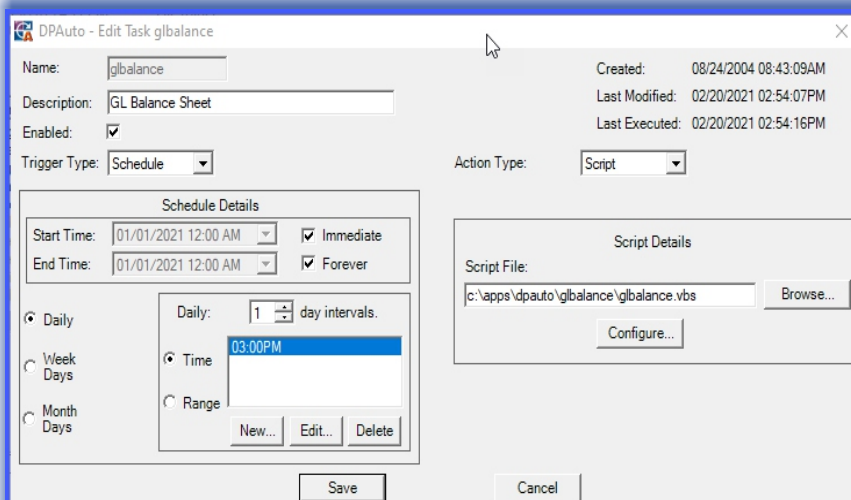 DPAuto - Edit Task glbalance
Name: glbalance
Created: 08/24/2004 08:43:09AM
Description: GL Balance Sheet
Last Modified: 02/20/2021 02:54:07PM
Enabled:
Last Executed: 02/20/2021 02:54:16PM
Trigger Type: Schedule
Action Type: Script
Schedule Details
Start Time: 01/01/2021 12:00 AM Immediate
End Time: 01/01/2021 12:00 AM Forever
Daily
Week
Days
Month
Days
Daily: 1 day intervals.
Time
Range
03:00PM
New... Edit... Delete
Script Details
Script File:
c:\apps\dpauto\glbalance\glbalance.vbs Browse...
Configure...
Save Cancel